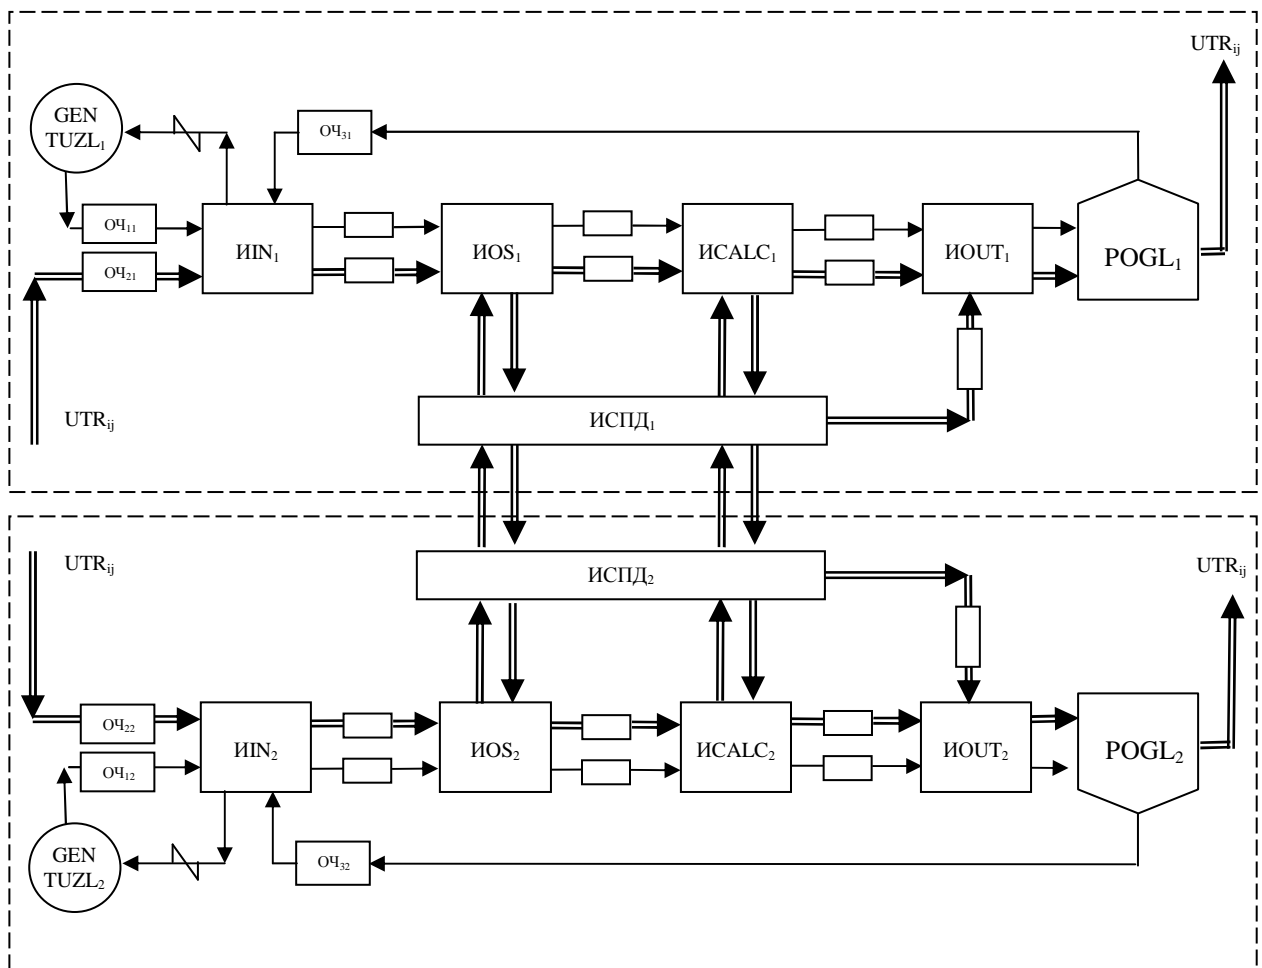 UTRij
GEN
TUZL1
ОЧ31
ОЧ11
ОЧ21
ИIN1
ИOS1
ИCALC1
ИOUT1
POGL1
UTRij
ИСПД1
UTRij
ИСПД2
UTRij
ОЧ22
ОЧ12
ИIN2
ИOS2
ИCALC2
ИOUT2
POGL2
GEN
TUZL2
ОЧ32